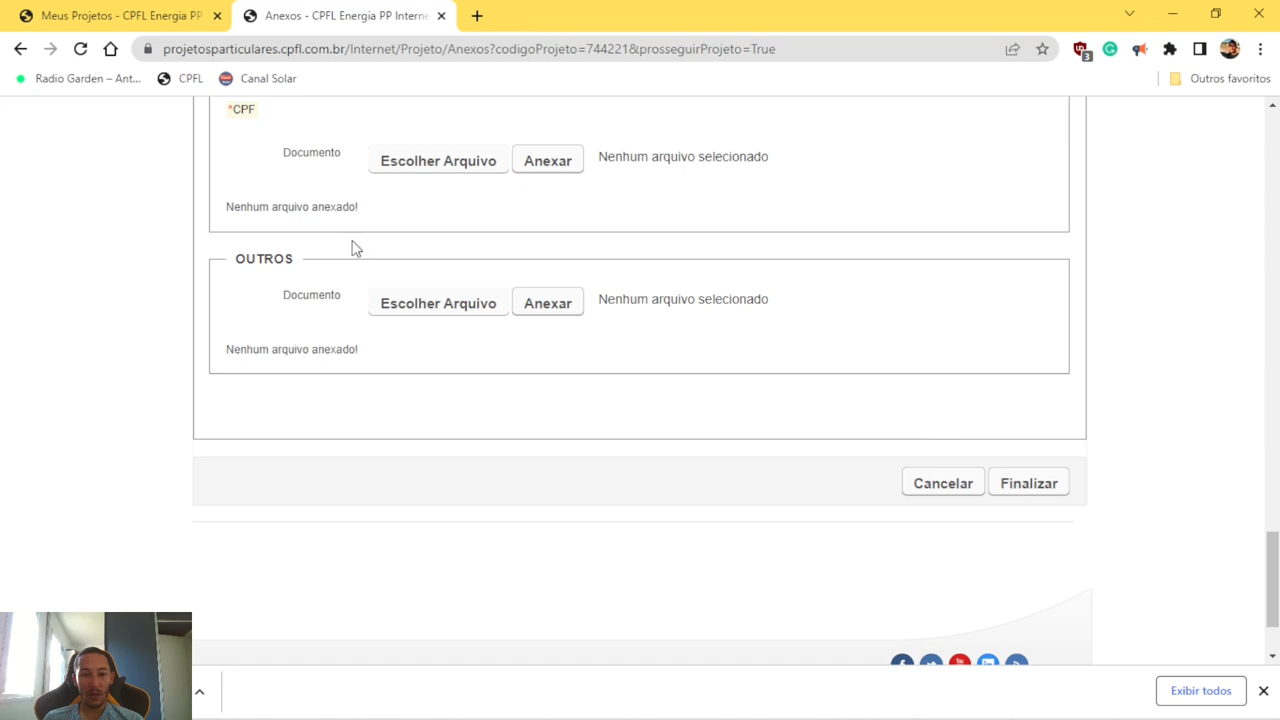 Meus Projetos - CPFL Energia PP
Anexos - CPFL Energia PP Interne
projetosparticulares.cpfl.com.br/Internet/Projeto/Anexos?codigoProjeto=744221&prosseguirProjeto=True
3
Radio Garden – Ant...
CPFL
Canal Solar
Outros favoritos
*CPF
Documento
Escolher Arquivo
Anexar
Nenhum arquivo selecionado
Nenhum arquivo anexado!
OUTROS
Documento
Escolher Arquivo
Anexar
Nenhum arquivo selecionado
Nenhum arquivo anexado!
Cancelar
Finalizar
Exibir todos